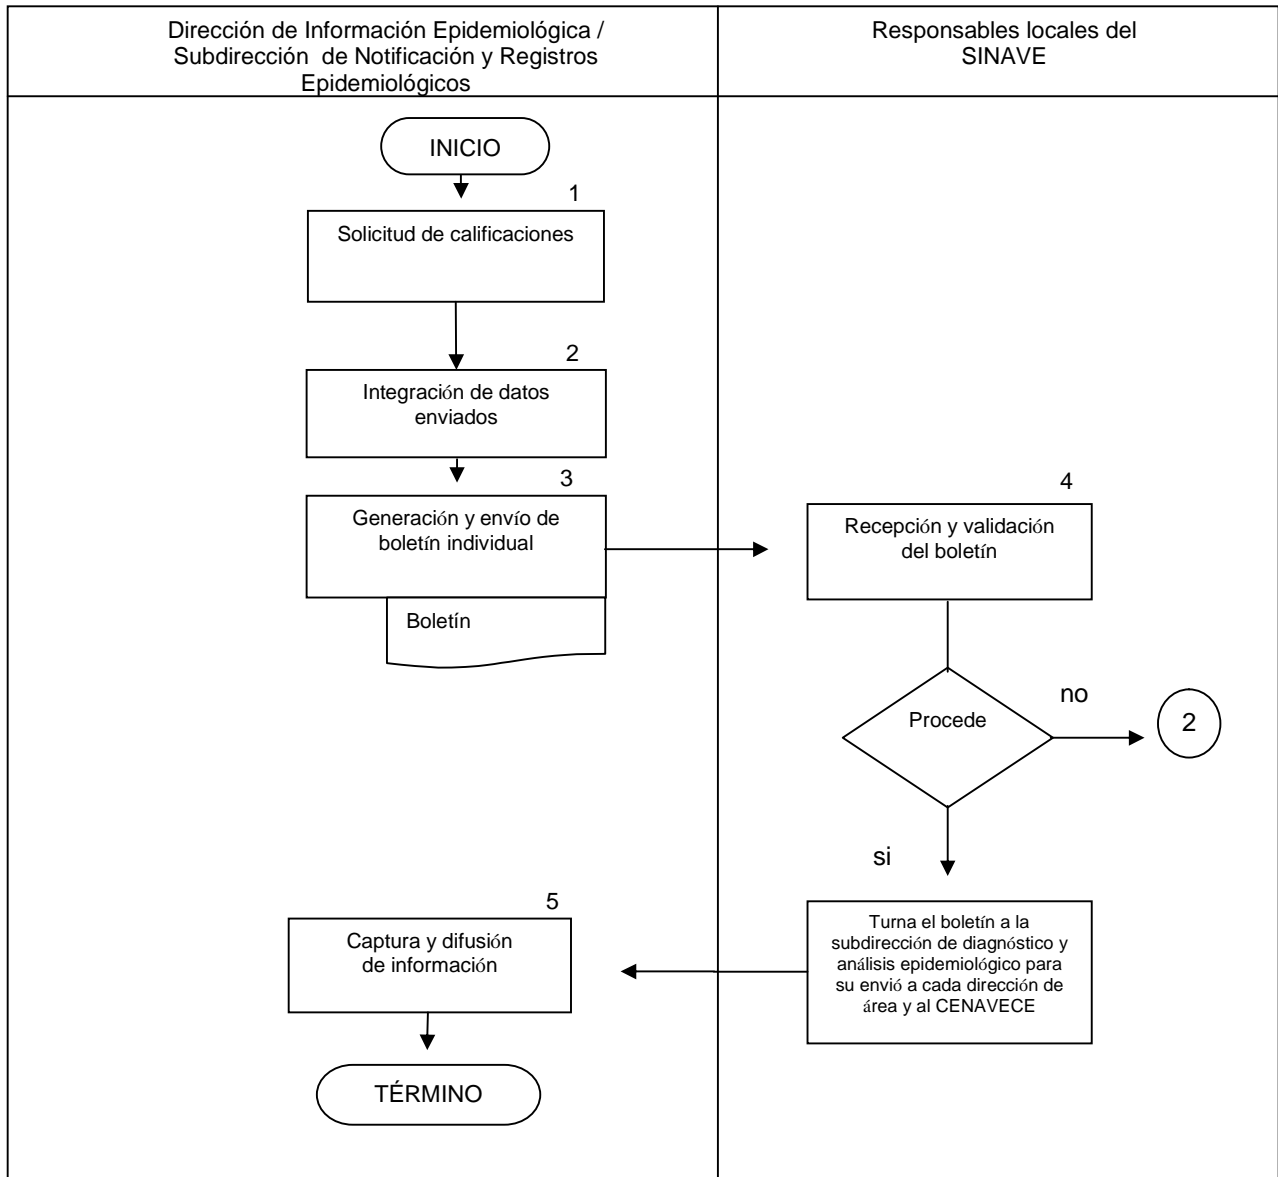 Dirección de Información Epidemiológica /
Subdirección  de Notificación y Registros
Epidemiológicos
Responsables locales del
SINAVE
INICIO
1
Solicitud de calificaciones
2
Integración de datos
enviados
3
Generación y envío de
boletín individual
Boletín
4
Recepción y validación
del boletín
Procede
no
2
si
Turna el boletín a la
subdirección de diagnóstico y
análisis epidemiológico para
su envió a cada dirección de
área y al CENAVECE
5
Captura y difusión
de información
TÉRMINO